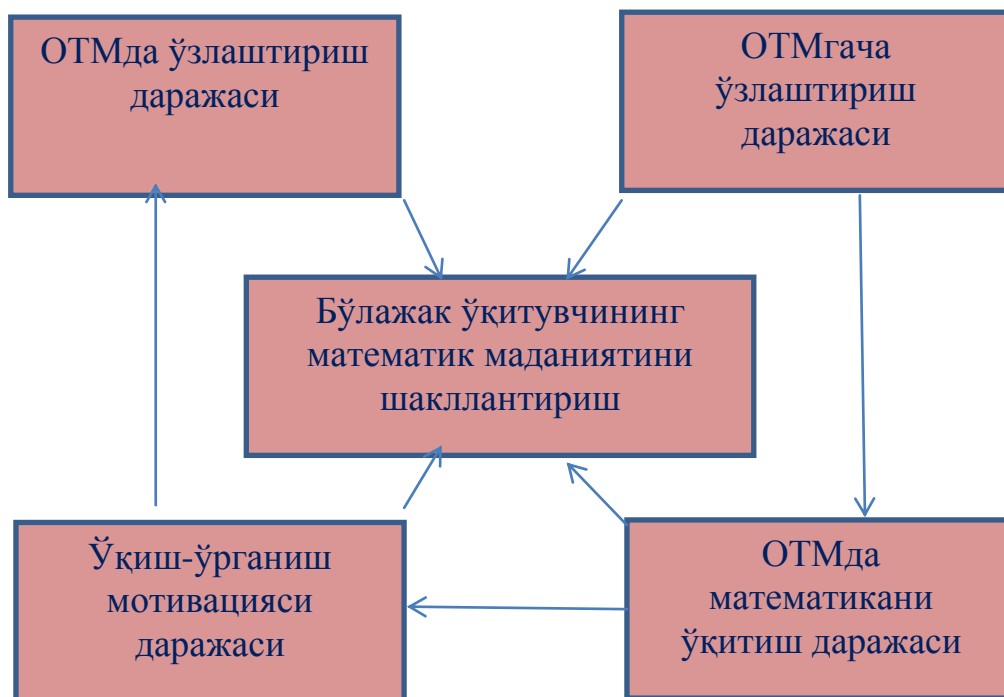 ОТМда ўзлаштириш
даражаси
ОТМгача
ўзлаштириш
даражаси
Бўлажак ўқитувчининг
математик маданиятини
шакллантириш
Ўқиш-ўрганиш
мотивацияси
даражаси
ОТМда
математикани
ўқитиш даражаси